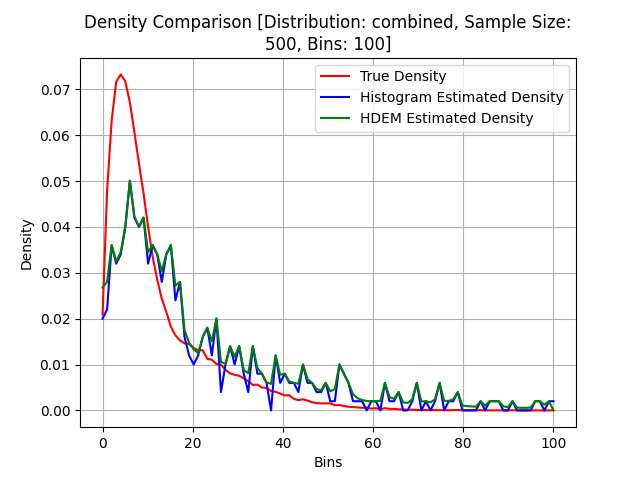 Density Comparison [Distribution: combined, Sample Size:
500, Bins: 100]
True Density
Histogram Estimated Density
HDEM Estimated Density
Density
0.07
0.06
0.05
0.04
0.03
0.02
0.01
0.00
0 20 40 60 80 100
Bins